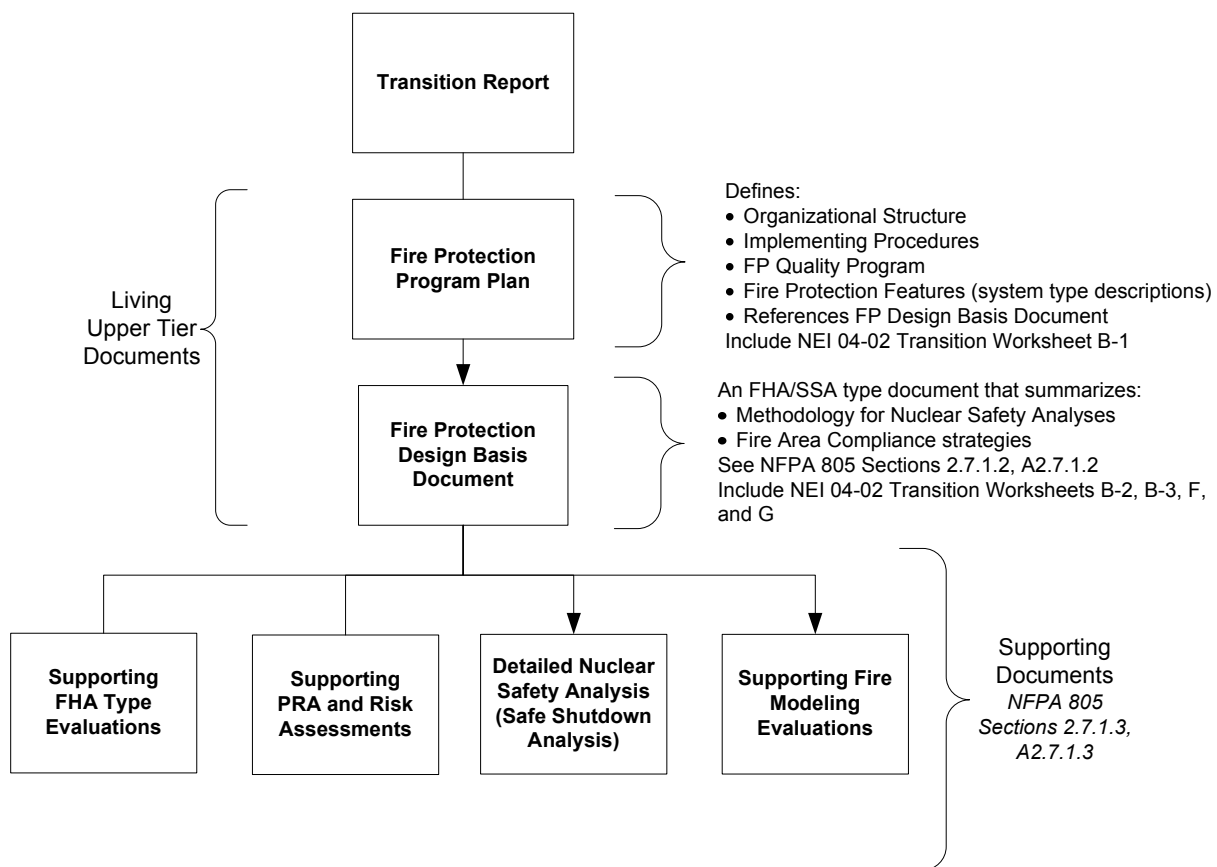 Transition Report
Defines:
• Organizational Structure
• Implementing Procedures
• FP Quality Program
• Fire Protection Features (system type descriptions)
• References FP Design Basis Document
Include NEI 04-02 Transition Worksheet B-1
Fire Protection
Program Plan
Living
Upper Tier
Documents
An FHA/SSA type document that summarizes:
• Methodology for Nuclear Safety Analyses
• Fire Area Compliance strategies
See NFPA 805 Sections 2.7.1.2, A2.7.1.2
Include NEI 04-02 Transition Worksheets B-2, B-3, F,
and G
Fire Protection
Design Basis
Document
Supporting
FHA Type
Evaluations
Supporting
PRA and Risk
Assessments
Detailed Nuclear
Safety Analysis
(Safe Shutdown
Analysis)
Supporting Fire
Modeling
Evaluations
Supporting
Documents
NFPA 805
Sections 2.7.1.3,
A2.7.1.3